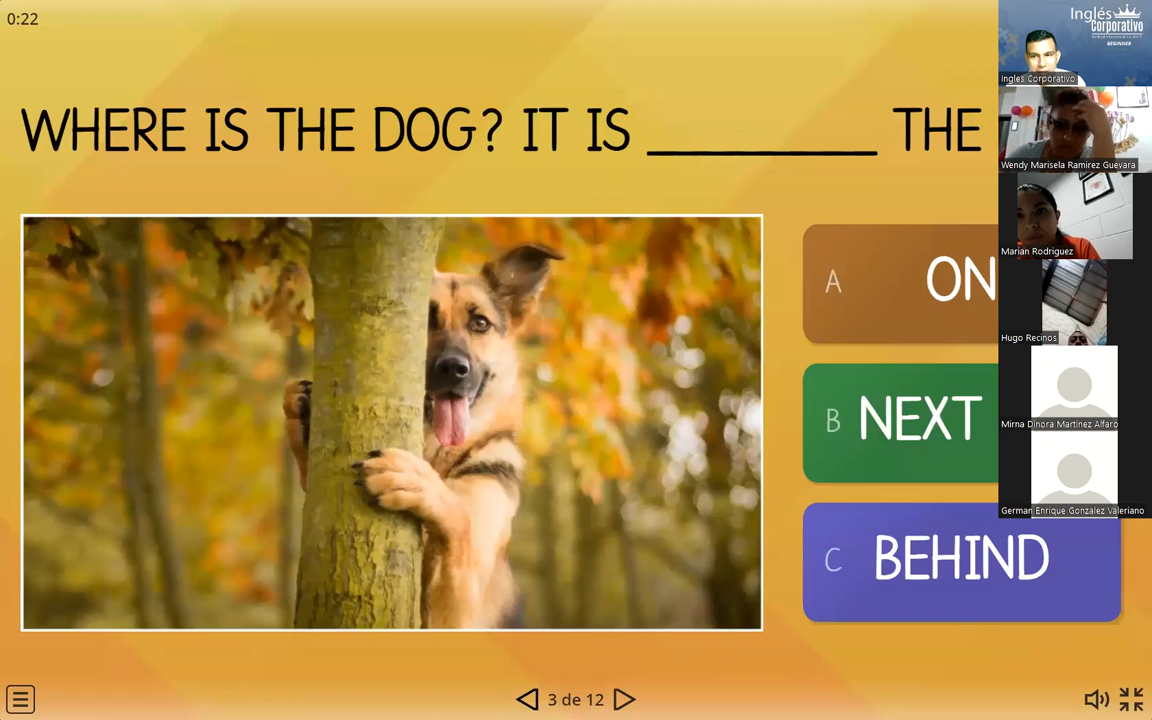 0:22
WHERE IS THE DOG? IT IS __________ THE
A ON
B NEXT
C BEHIND
3 de 12
Inglés
Corporativo
BEGINNER
Ingles Corporativo
Wendy Marisela Ramirez Guevara
Marian Rodriguez
Hugo Recinos
Mirna Dinora Martinez Alfaro
German Enrique Gonzalez Valeriano